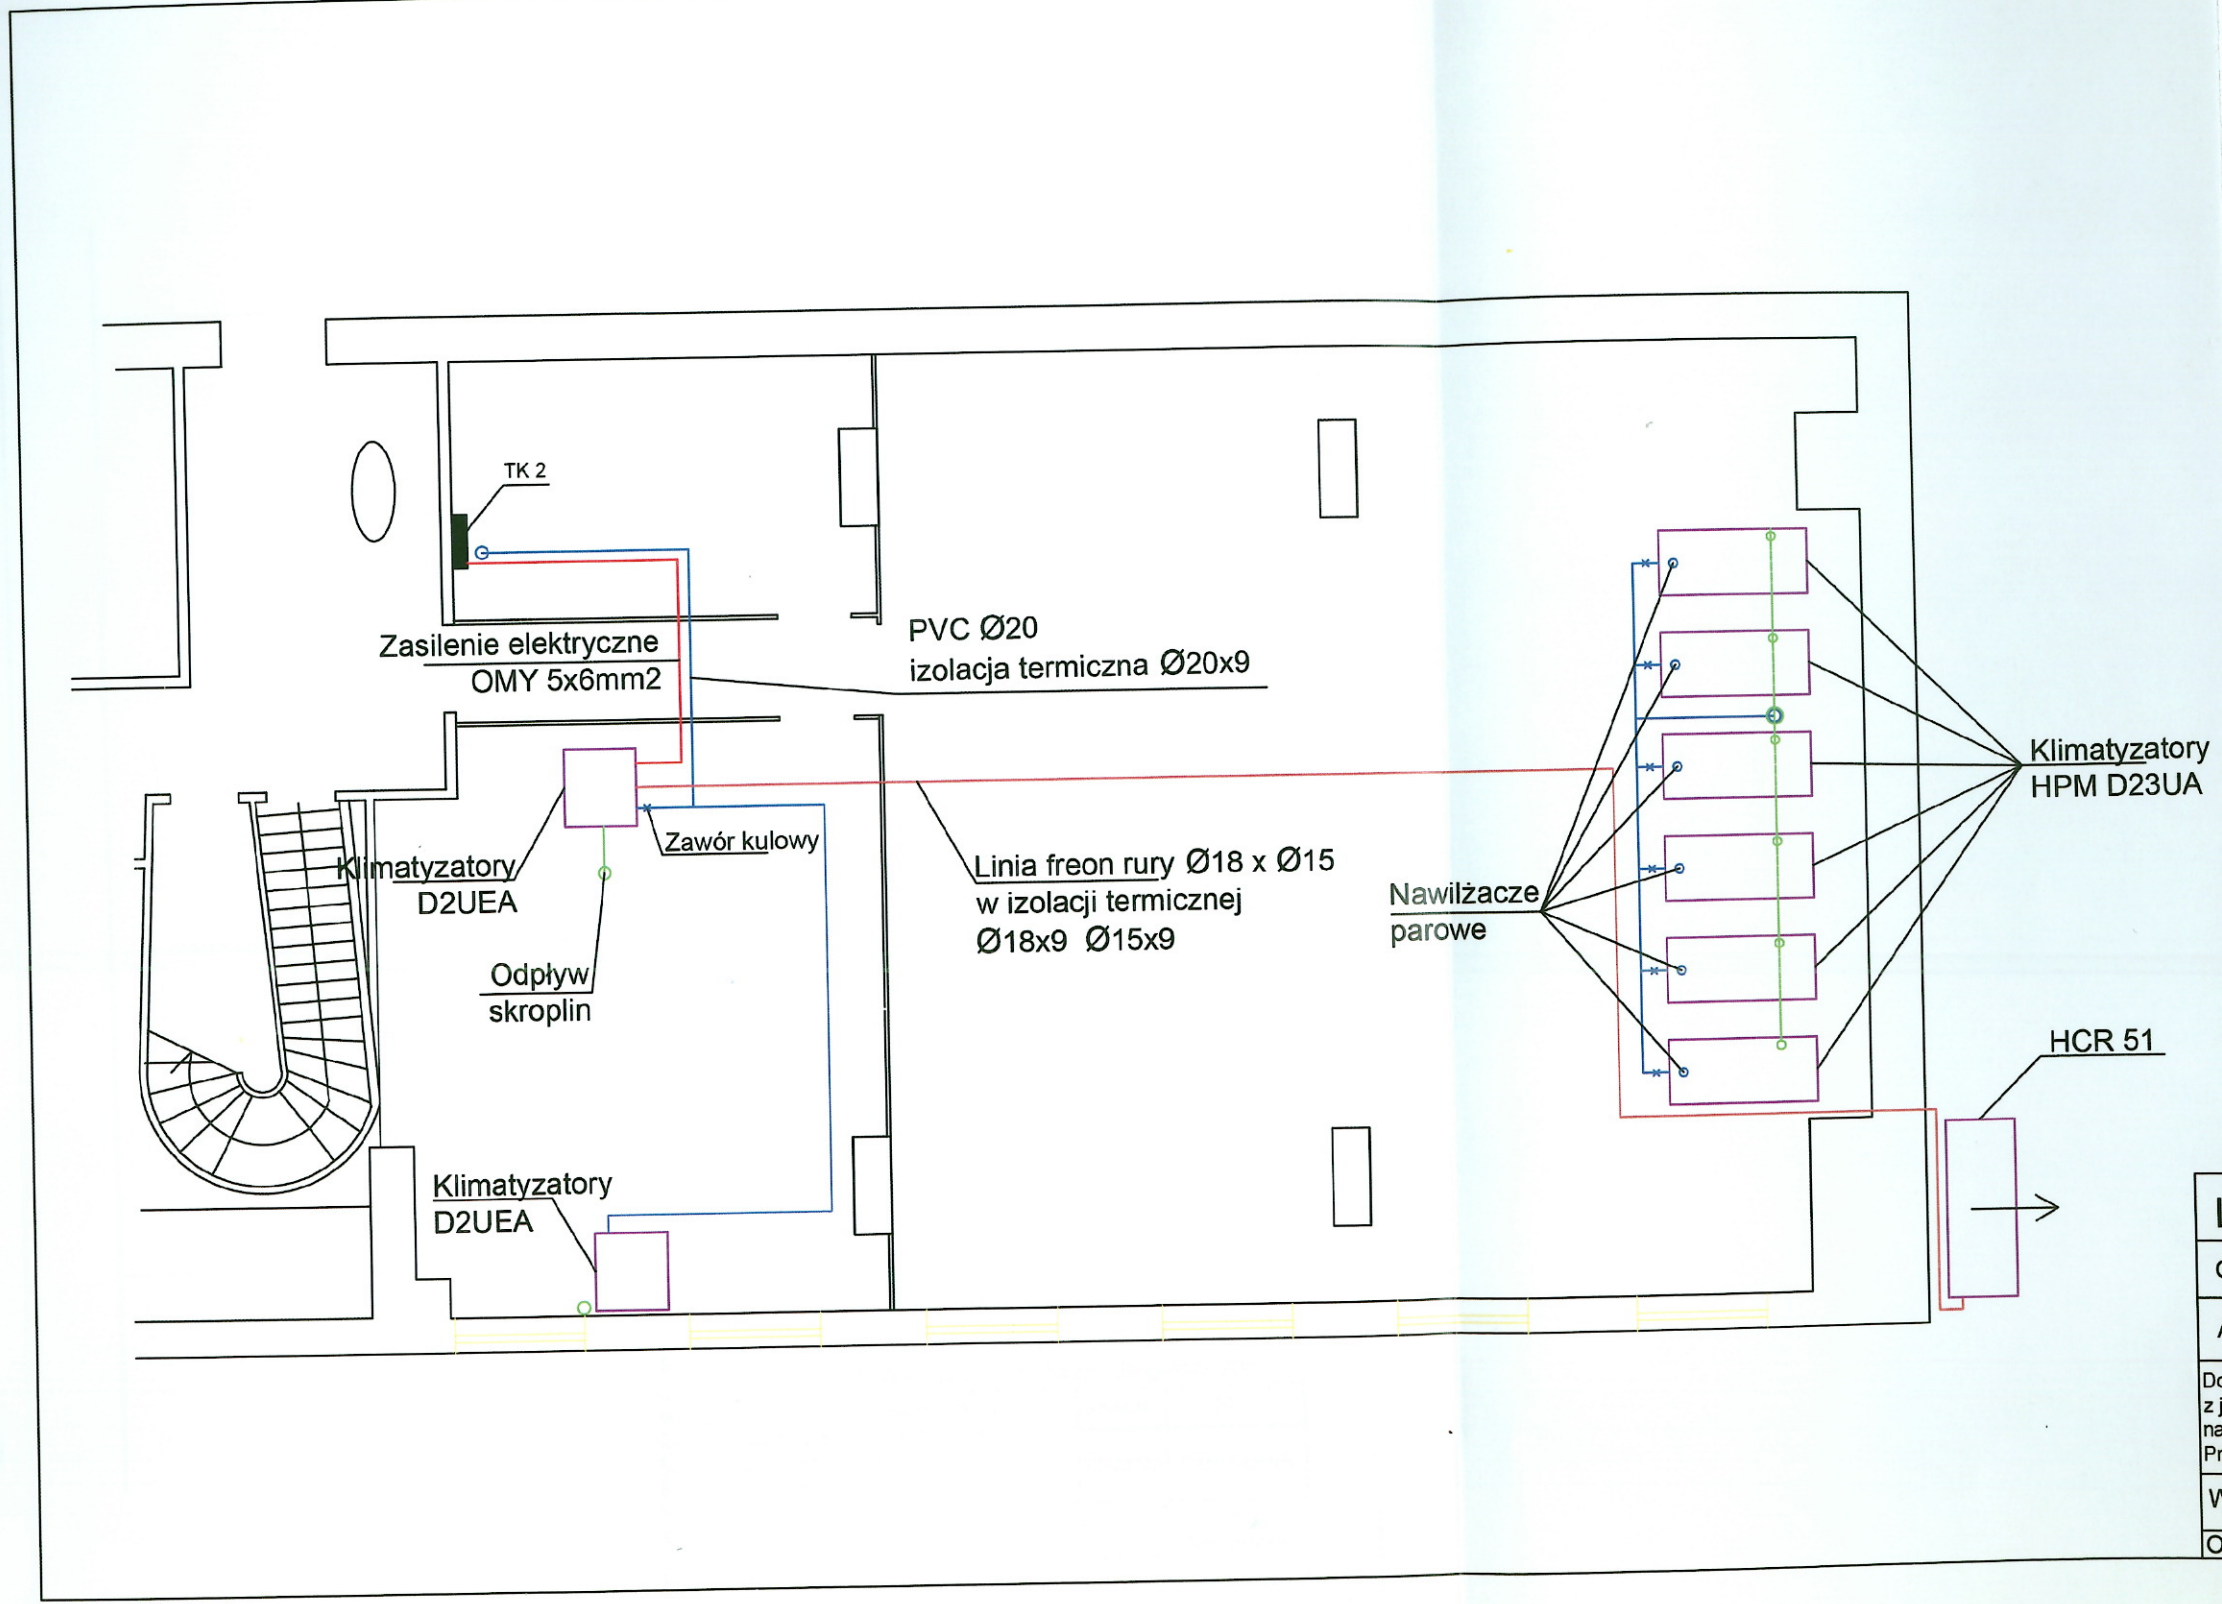 TK 2
Zasilenie elektryczne
OMY 5x6mm2
PVC Ø20
izolacja termiczna Ø20x9
Klimatyzatory
HPM D23UA
Zawór kulowy
Klimatyzatory
D2UEA
Linia freon rury Ø18 x Ø15
w izolacji termicznej
Ø18x9 Ø15x9
Nawilżacze
parowe
Odpływ
skroplin
HCR 51
Klimatyzatory
D2UEA
z j
na